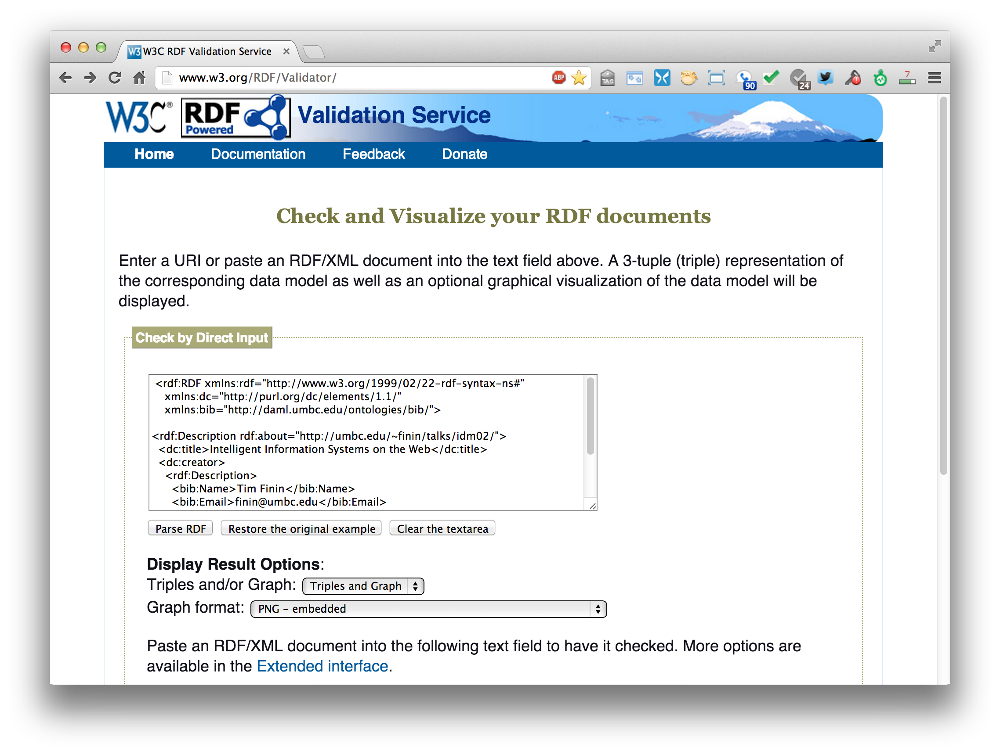 W3 W3C RDF Validation Service ×
www.w3.org/RDF/Validator/ ABP TAG 90 24 7
W3C® RDF Powered Validation Service
Home Documentation Feedback Donate
Check and Visualize your RDF documents
Enter a URI or paste an RDF/XML document into the text field above. A 3-tuple (triple) representation of
the corresponding data model as well as an optional graphical visualization of the data model will be
displayed.
Check by Direct Input
<rdf:RDF xmlns:rdf="http://www.w3.org/1999/02/22-rdf-syntax-ns#"
xmlns:dc="http://purl.org/dc/elements/1.1/"
xmlns:bib="http://daml.umbc.edu/ontologies/bib/">
<rdf:Description rdf:about="http://umbc.edu/~finin/talks/idm02/">
<dc:title>Intelligent Information Systems on the Web</dc:title>
<dc:creator>
<rdf:Description>
<bib:Name>Tim Finin</bib:Name>
<bib:Email>finin@umbc.edu</bib:Email>
Parse RDF Restore the original example Clear the textarea
Display Result Options:
Triples and/or Graph: Triples and Graph
Graph format: PNG – embedded
Paste an RDF/XML document into the following text field to have it checked. More options are
available in the Extended interface.